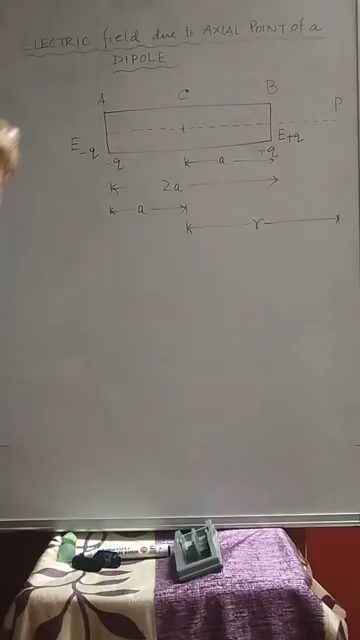 ELECTRIC field due to AXIAL POINT of a
DIPOLE
A C B P
E-q E+q
-q a +q
2a
a
r